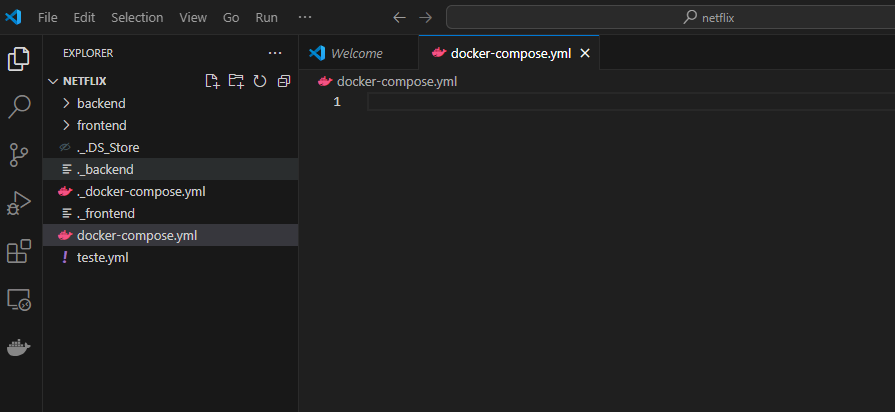 File Edit Selection View Go Run ···
netflix
EXPLORER ···
Welcome
docker-compose.yml
NETFLIX
docker-compose.yml
backend
1
frontend
._.DS_Store
._backend
._docker-compose.yml
._frontend
docker-compose.yml
! teste.yml